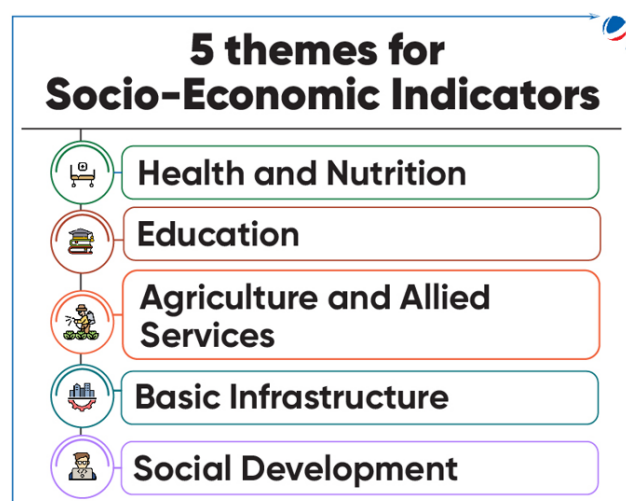 5 themes for
Socio-Economic Indicators
Health and Nutrition
Education
Agriculture and Allied
Services
Basic Infrastructure
Social Development